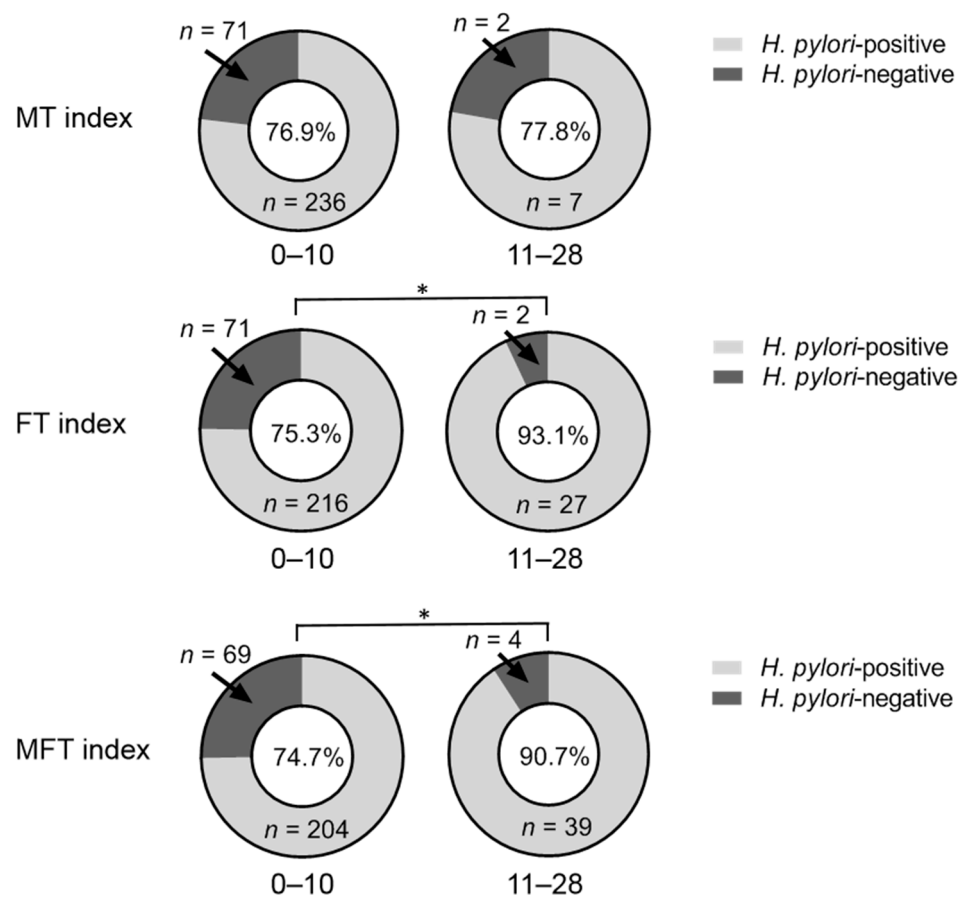 n = 71
n = 2
H. pylori-positive
H. pylori-negative
MT index
76.9%
77.8%
n = 236
n = 7
0–10
11–28
*
n = 71
n = 2
H. pylori-positive
H. pylori-negative
FT index
75.3%
93.1%
n = 216
n = 27
0–10
11–28
*
n = 69
n = 4
H. pylori-positive
H. pylori-negative
MFT index
74.7%
90.7%
n = 204
n = 39
0–10
11–28